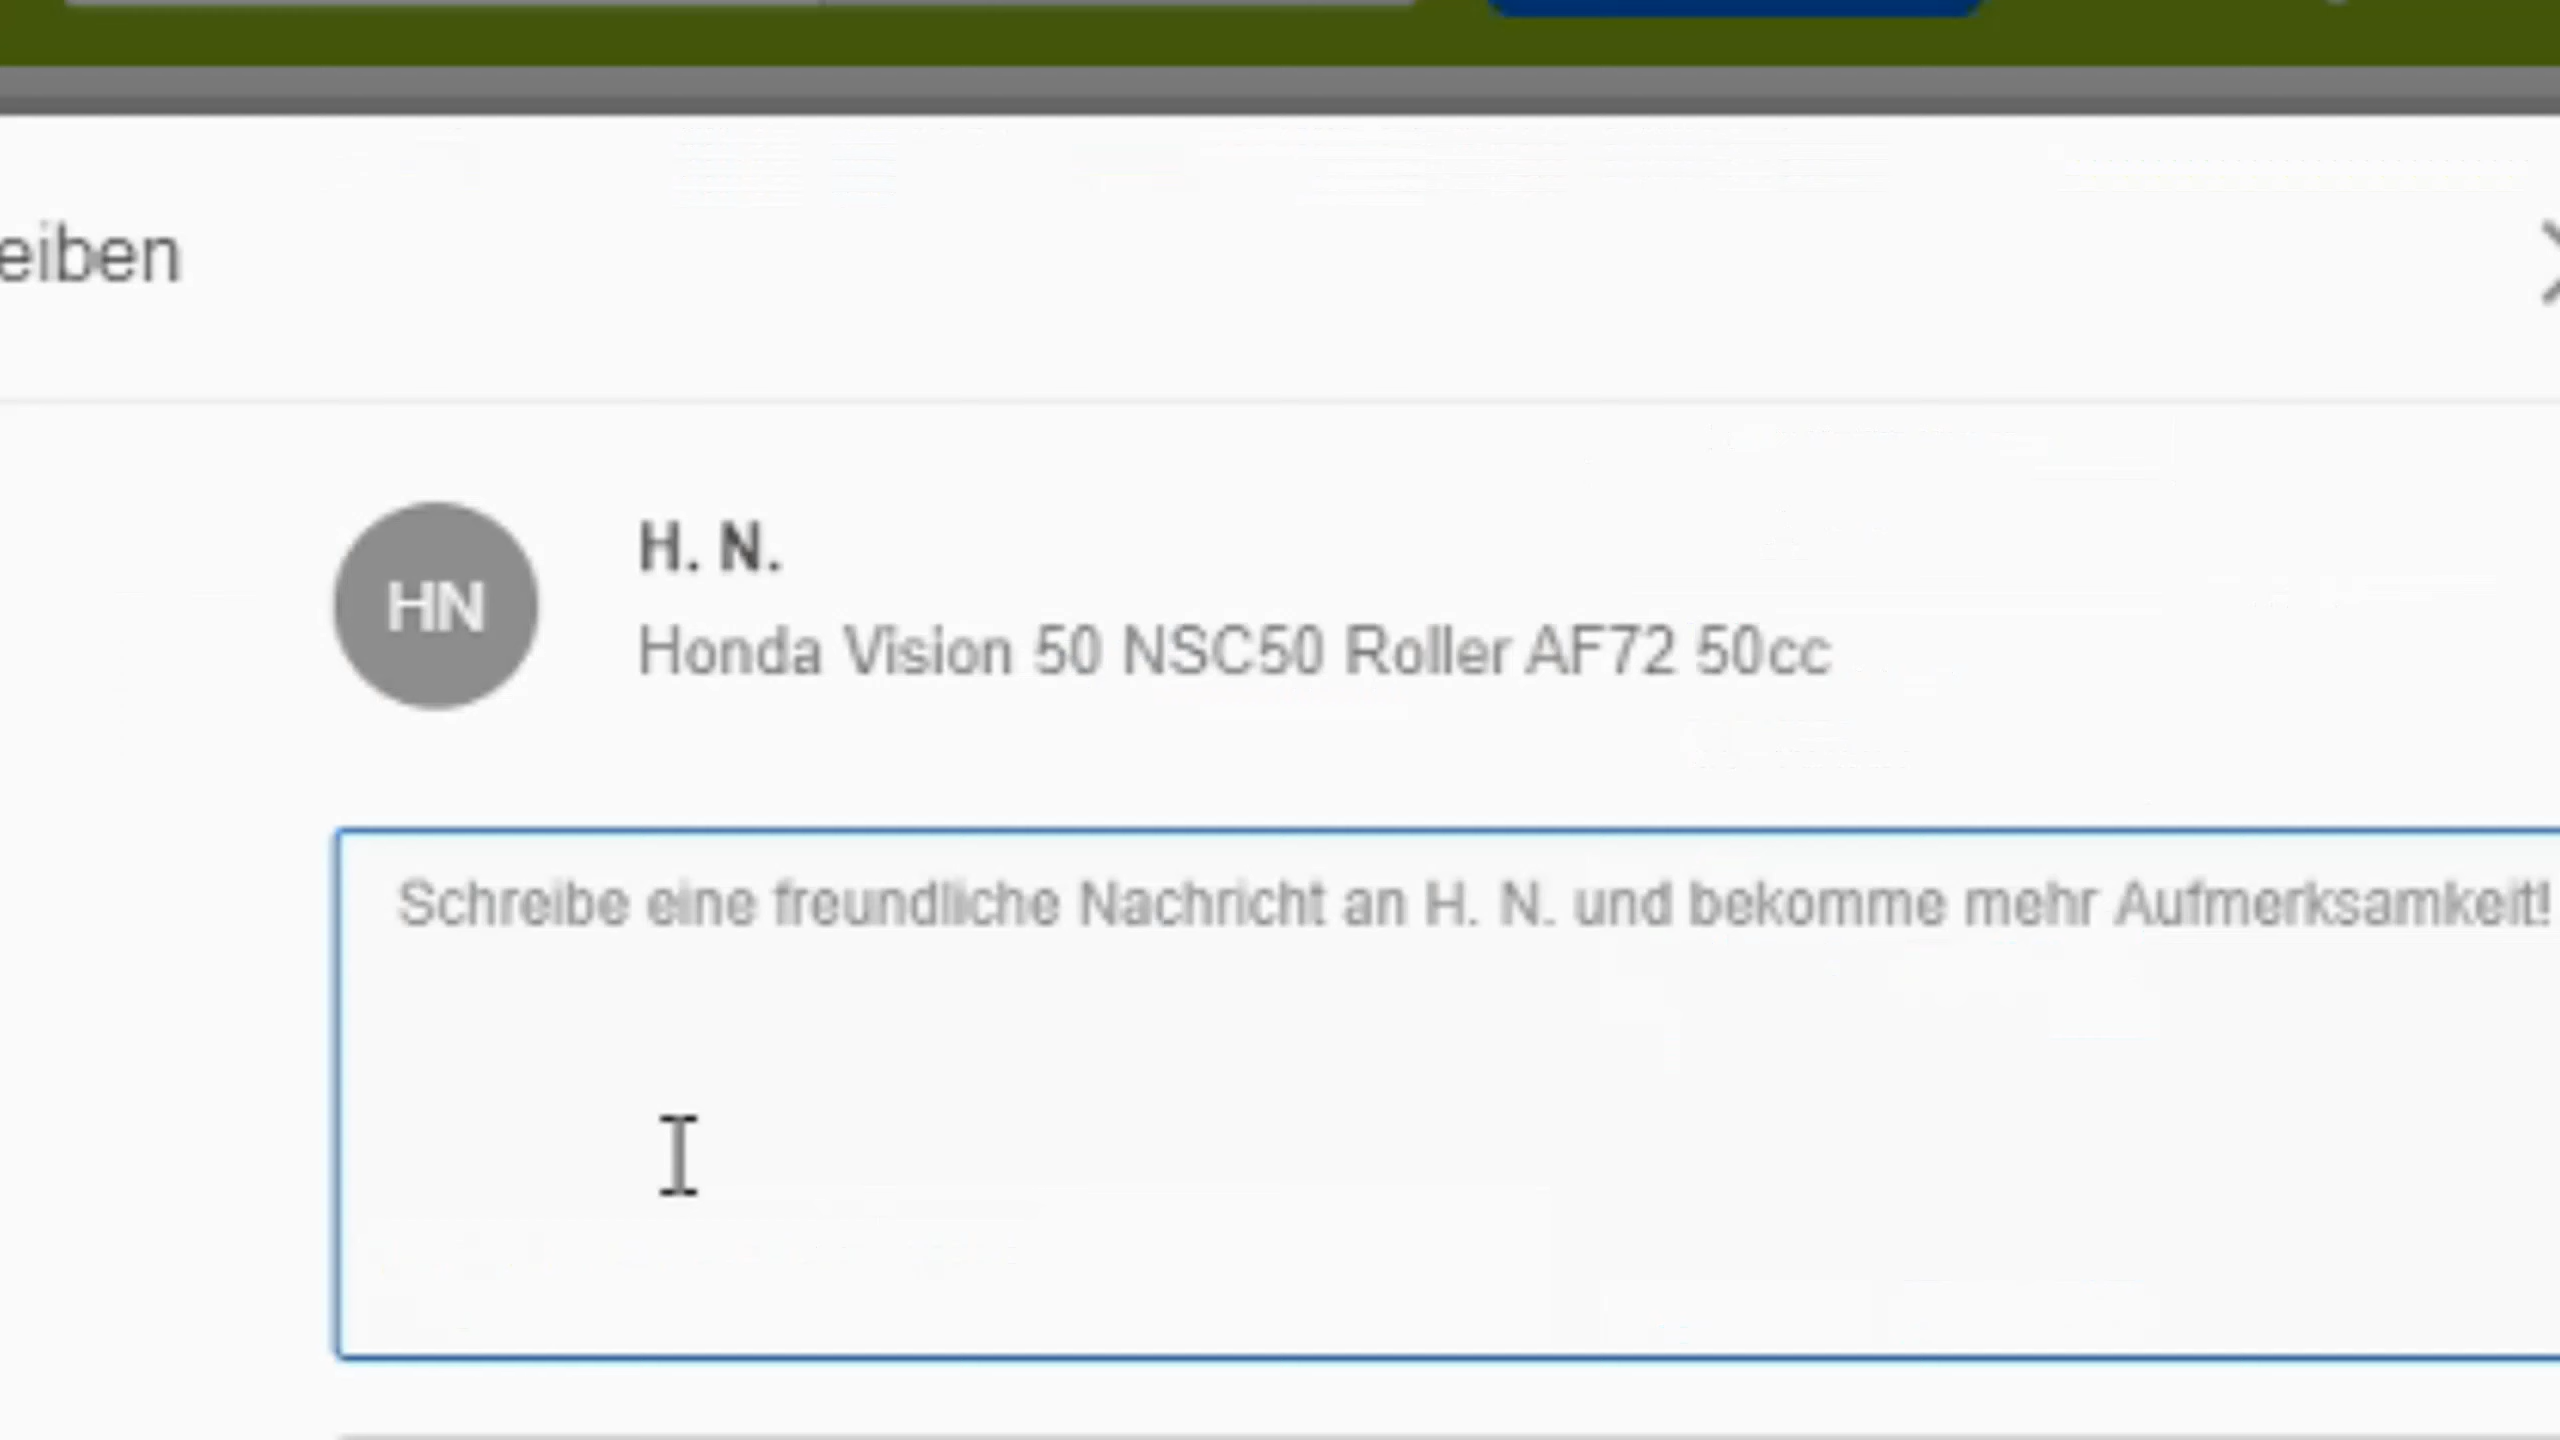 eiben
H. N.
HN
Honda Vision 50 NSC50 Roller AF72 50cc
Schreibe eine freundliche Nachricht an H. N. und bekomme mehr Aufmerksamkeit!